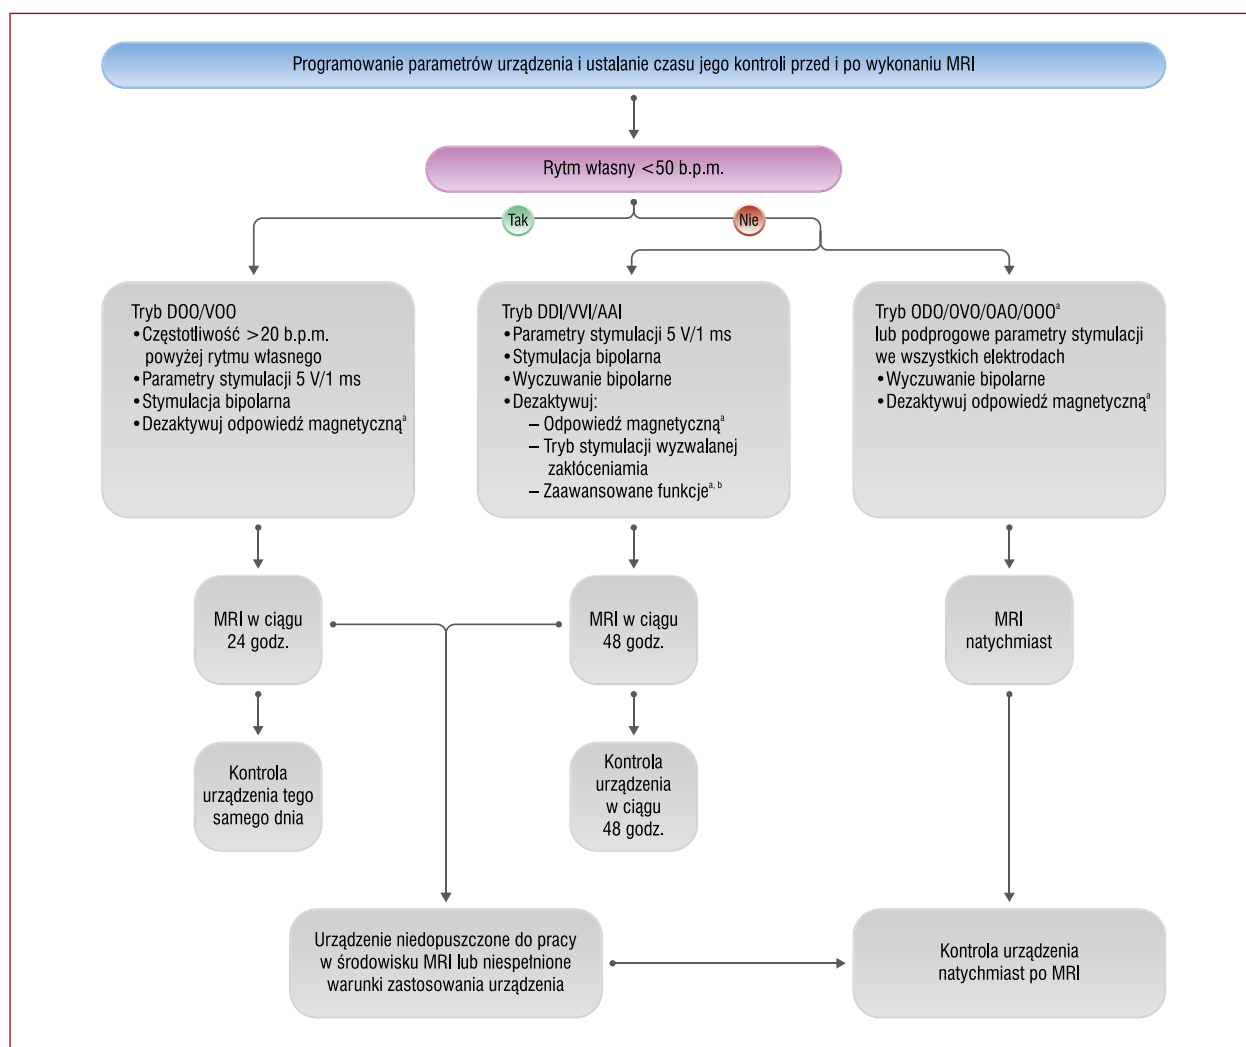 Programowanie parametrów urządzenia i ustalanie czasu jego kontroli przed i po wykonaniu MRI
Rytm własny <50 b.p.m.
Tak
Nie
Tryb DOO/VOO
•Częstotliwość >20 b.p.m.
powyżej rytmu własnego
•Parametry stymulacji 5 V/1 ms
•Stymulacja bipolarna
•Dezaktywuj odpowiedź magnetycznąᵃ
Tryb DDI/VVI/AAI
•Parametry stymulacji 5 V/1 ms
•Stymulacja bipolarna
•Wyczuwanie bipolarne
•Dezaktywuj:
– Odpowiedź magnetycznąᵃ
– Tryb stymulacji wyzwalanej
zakłóceniamia
– Zaawansowane funkcjeᵃ, ᵇ
Tryb ODO/OVO/OAO/OOOᵃ
lub podprogowe parametry stymulacji
we wszystkich elektrodach
•Wyczuwanie bipolarne
•Dezaktywuj odpowiedź magnetycznąᵃ
MRI w ciągu
24 godz.
MRI w ciągu
48 godz.
MRI
natychmiast
Kontrola
urządzenia tego
samego dnia
Kontrola
urządzenia
w ciągu
48 godz.
Urządzenie niedopuszczone do pracy
w środowisku MRI lub niespełnione
warunki zastosowania urządzenia
Kontrola urządzenia
natychmiast po MRI